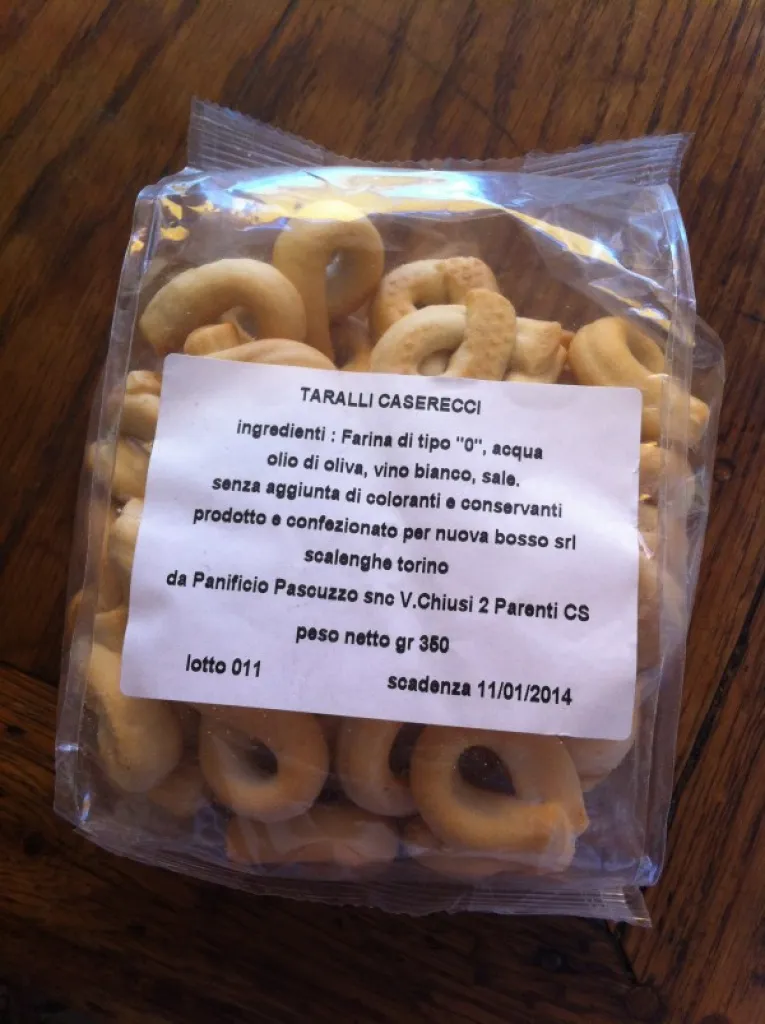 TARALLI CASERECCI
ingredienti : Farina di tipo "0", acqua
olio di oliva, vino bianco, sale.
senza aggiunta di coloranti e conservanti
prodotto e confezionato per nuova bosso srl
scalenghe torino
da Panificio Pascuzzo snc V.Chiusi 2 Parenti CS
peso netto gr 350
lotto 011 scadenza 11/01/2014